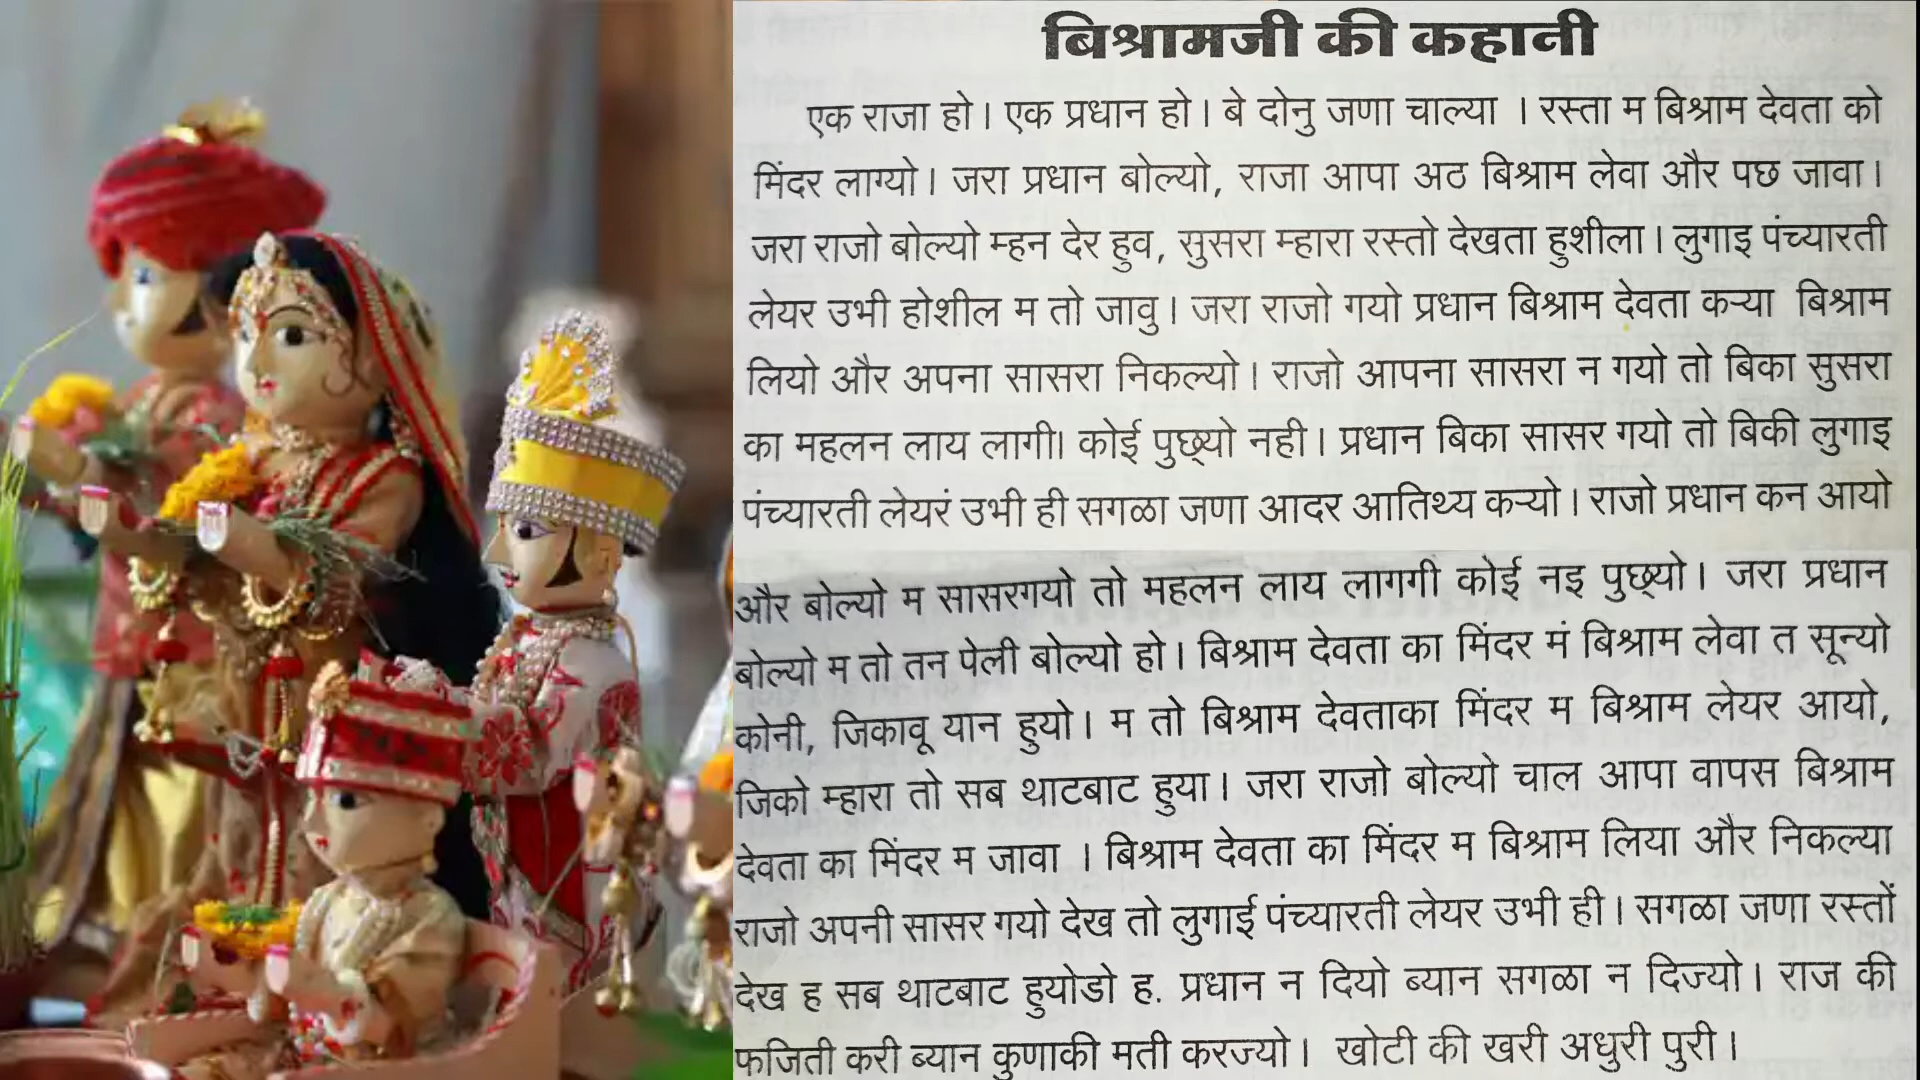 बिश्रामजी की कहानी
एक राजा हो। एक प्रधान हो। बे दोनु जणा चाल्या । रस्ता म बिश्राम देवता को
मिंदर लाग्यो। जरा प्रधान बोल्यो, राजा आपा अठ बिश्राम लेवा और पछ जावा।
जरा राजो बोल्यो म्हन देर हुव, सुसरा म्हारा रस्तो देखता हुशीला। लुगाइ पंच्यारती
लेयर उभी होशील म तो जावु। जरा राजो गयो प्रधान बिश्राम देवता कऱ्या बिश्राम
लियो और अपना सासरा निकल्यो। राजो आपना सासरा न गयो तो बिका सुसरा
का महलन लाय लागी। कोई पुछ्यो नही। प्रधान बिका सासर गयो तो बिकी लुगाइ
पंच्यारती लेयरं उभी ही सगळा जणा आदर आतिथ्य कऱ्यो। राजो प्रधान कन आयो
और बोल्यो म सासरगयो तो महलन लाय लागगी कोई नइ पुछ्यो। जरा प्रधान
बोल्यो म तो तन पेली बोल्यो हो। बिश्राम देवता का मिंदर मं बिश्राम लेवा त सून्यो
कोनी, जिकावू यान हुयो। म तो बिश्राम देवताका मिंदर म बिश्राम लेयर आयो,
जिको म्हारा तो सब थाटबाट हुया। जरा राजो बोल्यो चाल आपा वापस बिश्राम
देवता का मिंदर म जावा । बिश्राम देवता का मिंदर म बिश्राम लिया और निकल्या
राजो अपनी सासर गयो देख तो लुगाई पंच्यारती लेयर उभी ही। सगळा जणा रस्तों
देख ह सब थाटबाट हुयोडो ह. प्रधान न दियो ब्यान सगळा न दिज्यो। राज की
फजिती करी ब्यान कुणाकी मती करज्यो। खोटी की खरी अधुरी पुरी।